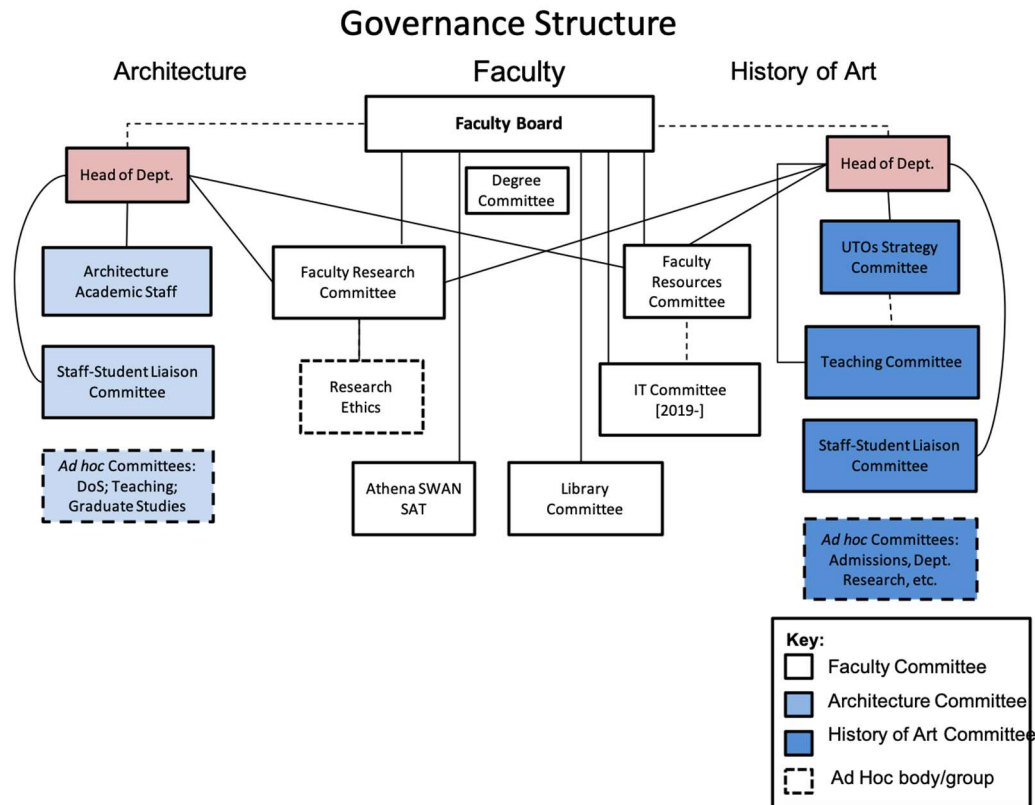 Governance Structure
Architecture
Faculty
History of Art
Faculty Board
Head of Dept.
Degree
Committee
Head of Dept.
Architecture
Academic Staff
Faculty Research
Committee
Faculty
Resources
Committee
UTOs Strategy
Committee
Staff-Student Liaison
Committee
Research
Ethics
IT Committee
[2019-]
Teaching Committee
Ad hoc Committees:
DoS; Teaching;
Graduate Studies
Athena SWAN
SAT
Library
Committee
Staff-Student Liaison
Committee
Ad hoc Committees:
Admissions, Dept.
Research, etc.
Key:
Faculty Committee
Architecture Committee
History of Art Committee
Ad Hoc body/group